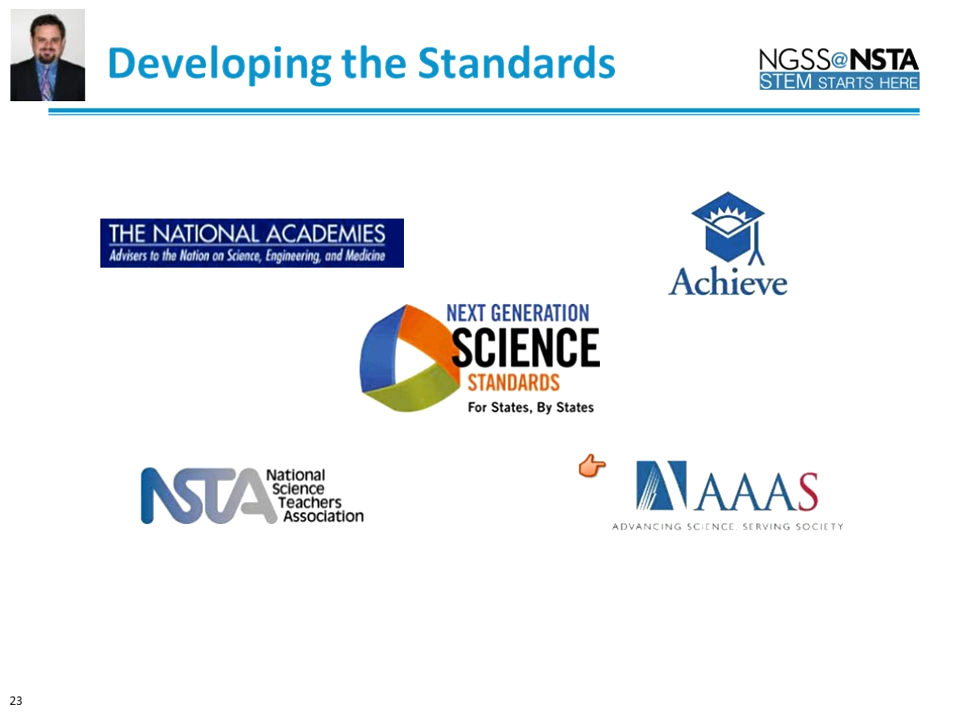 Developing the Standards
NGSS@NSTA
STEM STARTS HERE
THE NATIONAL ACADEMIES
Advisers to the Nation on Science, Engineering, and Medicine
Achieve
NEXT GENERATION
SCIENCE
STANDARDS
For States, By States
NSTA
National
Science
Teachers
Association
AAAS
ADVANCING SCIENCE. SERVING SOCIETY
23